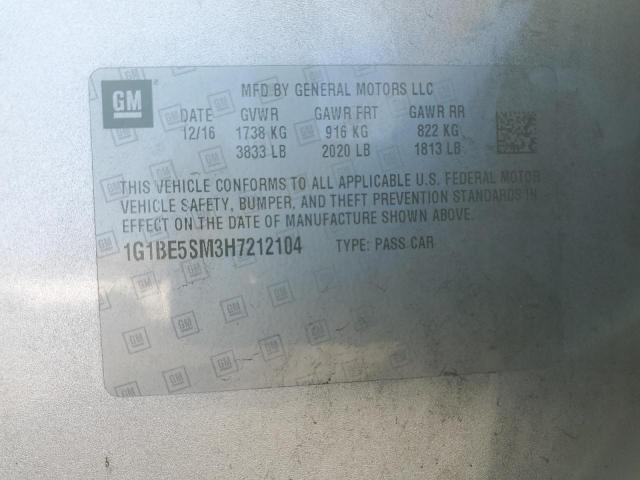 GM
MFD BY GENERAL MOTORS LLC
DATE GVWR GAWR FRT GAWR RR
12/16 1738 KG 916 KG 822 KG
3833 LB 2020 LB 1813 LB
THIS VEHICLE CONFORMS TO ALL APPLICABLE U.S. FEDERAL MOTOR
VEHICLE SAFETY, BUMPER, AND THEFT PREVENTION STANDARDS IN
EFFECT ON THE DATE OF MANUFACTURE SHOWN ABOVE.
1G1BE5SM3H7212104 TYPE: PASS CAR